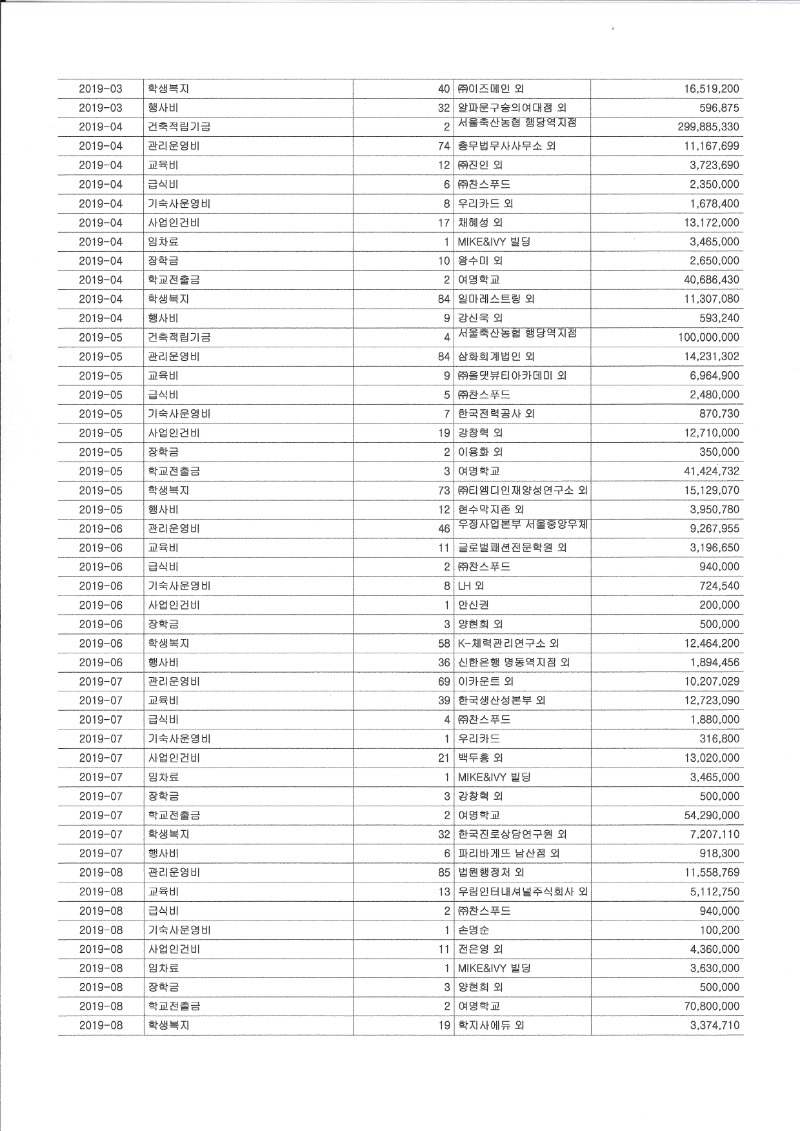 2019-03 학생복지 40 ㈜이즈메인 외 16,519,200
2019-03 행사비 32 알파문구숭의여대점 외 596,875
2019-04 건축적립기금 2 서울축산농협 행당역지점 299,885,330
2019-04 관리운영비 74 총무법무사사무소 외 11,167,699
2019-04 교육비 12 ㈜진인 외 3,723,690
2019-04 급식비 6 ㈜찬스푸드 2,350,000
2019-04 기숙사운영비 8 우리카드 외 1,678,400
2019-04 사업인건비 17 채혜성 외 13,172,000
2019-04 임차료 1 MIKE&IVY 빌딩 3,465,000
2019-04 장학금 10 왕수미 외 2,650,000
2019-04 학교전출금 2 여명학교 40,686,430
2019-04 학생복지 84 일마레스트링 외 11,307,080
2019-04 행사비 9 강신욱 외 593,240
2019-05 건축적립기금 4 서울축산농협 행당역지점 100,000,000
2019-05 관리운영비 84 삼화회계법인 외 14,231,302
2019-05 교육비 9 ㈜올댓뷰티아카데미 외 6,964,900
2019-05 급식비 5 ㈜찬스푸드 2,480,000
2019-05 기숙사운영비 7 한국전력공사 외 870,730
2019-05 사업인건비 19 강창혁 외 12,710,000
2019-05 장학금 2 이용화 외 350,000
2019-05 학교전출금 3 여명학교 41,424,732
2019-05 학생복지 73 ㈜티엠디인재양성연구소 외 15,129,070
2019-05 행사비 12 현수막지존 외 3,950,780
2019-06 관리운영비 46 우정사업본부 서울중앙우체 9,267,955
2019-06 교육비 11 글로벌패션전문학원 외 3,196,650
2019-06 급식비 2 ㈜찬스푸드 940,000
2019-06 기숙사운영비 8 LH 외 724,540
2019-06 사업인건비 1 안신권 200,000
2019-06 장학금 3 양현희 외 500,000
2019-06 학생복지 58 K-체력관리연구소 외 12,464,200
2019-06 행사비 36 신한은행 명동역지점 외 1,894,456
2019-07 관리운영비 69 이카운트 외 10,207,029
2019-07 교육비 39 한국생산성본부 외 12,723,090
2019-07 급식비 4 ㈜찬스푸드 1,880,000
2019-07 기숙사운영비 1 우리카드 316,800
2019-07 사업인건비 21 백두흠 외 13,020,000
2019-07 임차료 1 MIKE&IVY 빌딩 3,465,000
2019-07 장학금 3 강창혁 외 500,000
2019-07 학교전출금 2 여명학교 54,290,000
2019-07 학생복지 32 한국진로상담연구원 외 7,207,110
2019-07 행사비 6 파리바게뜨 남산점 외 918,300
2019-08 관리운영비 85 법원행정처 외 11,558,769
2019-08 교육비 13 우림인터내셔널주식회사 외 5,112,750
2019-08 급식비 2 ㈜찬스푸드 940,000
2019-08 기숙사운영비 1 손명순 100,200
2019-08 사업인건비 11 전은영 외 4,360,000
2019-08 임차료 1 MIKE&IVY 빌딩 3,630,000
2019-08 장학금 3 양현희 외 500,000
2019-08 학교전출금 2 여명학교 70,800,000
2019-08 학생복지 19 학지사에듀 외 3,374,710